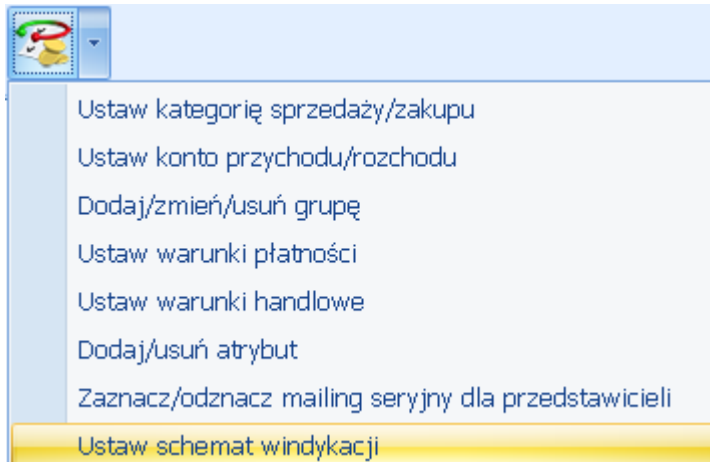 Ustaw kategorię sprzedaży/zakupu
Ustaw konto przychodu/rozchodu
Dodaj/zmień/usuń grupę
Ustaw warunki płatności
Ustaw warunki handlowe
Dodaj/usuń atrybut
Zaznacz/odznacz mailing seryjny dla przedstawicieli
Ustaw schemat windykacji